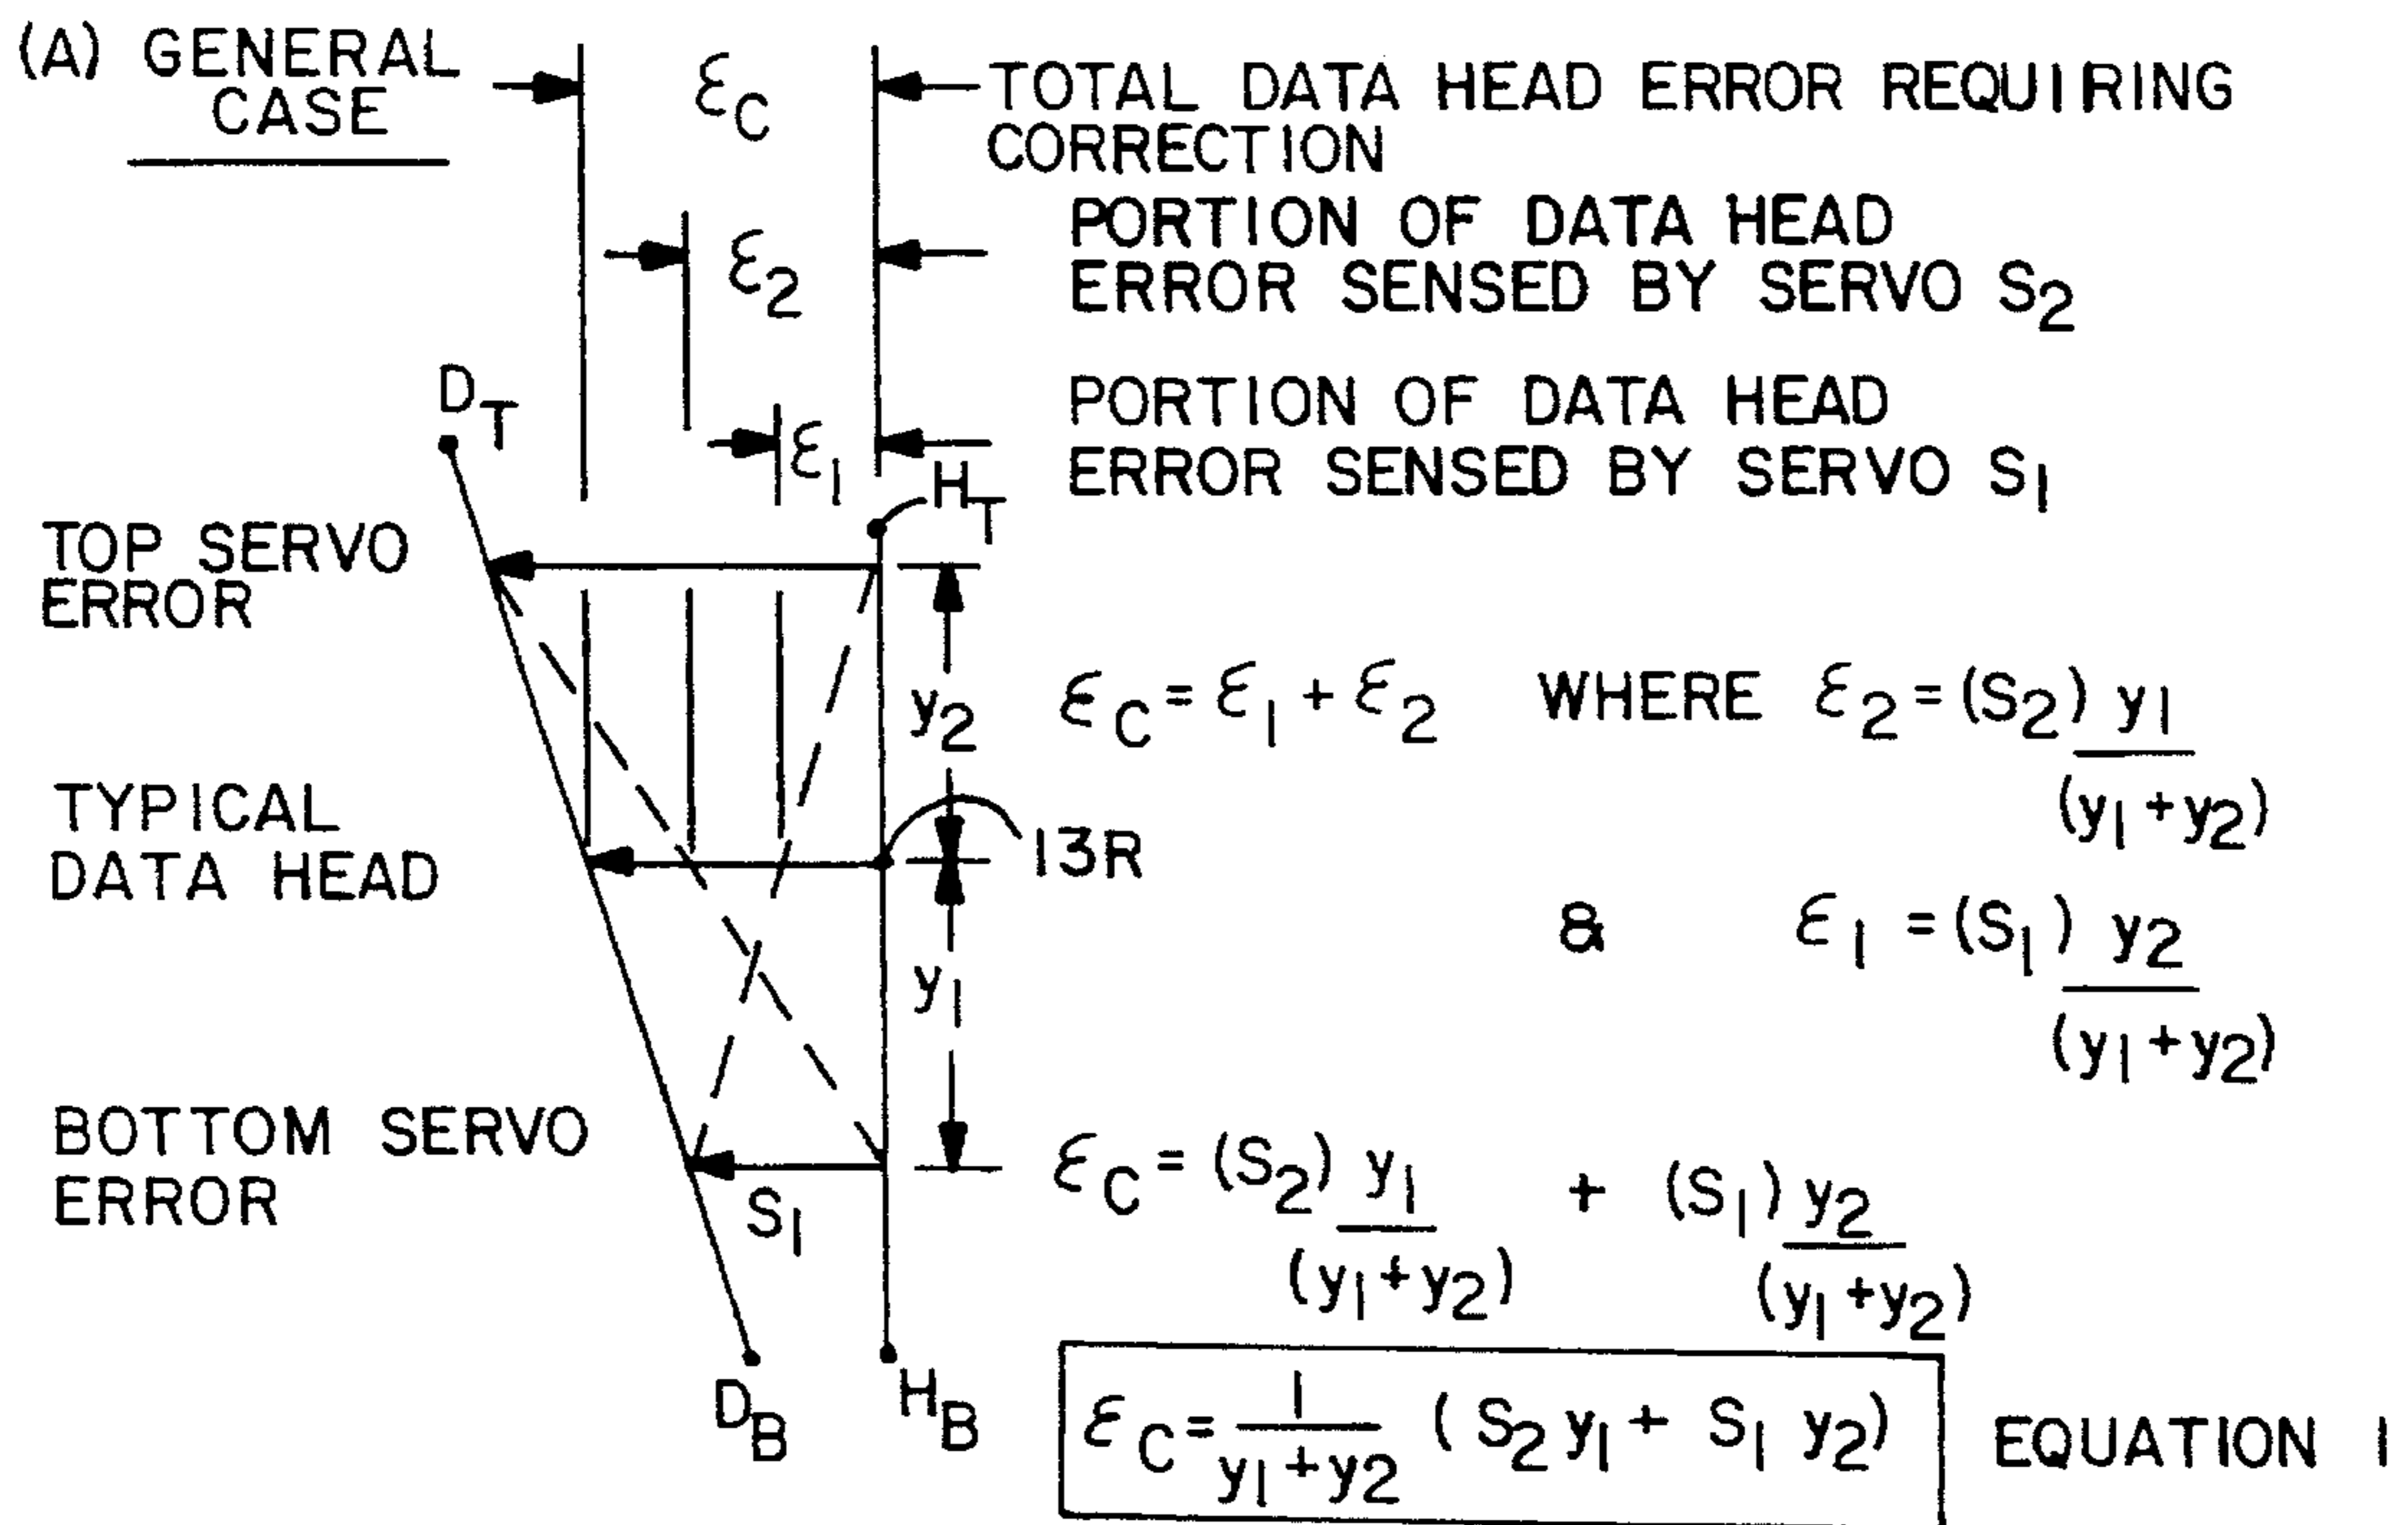 (A) GENERAL
CASE
εC
TOTAL DATA HEAD ERROR REQUIRING
CORRECTION
ε2
PORTION OF DATA HEAD
ERROR SENSED BY SERVO S2
DT
ε1
PORTION OF DATA HEAD
ERROR SENSED BY SERVO S1
HT
TOP SERVO
ERROR
y2
εC = ε1 + ε2 WHERE ε2 = (S2) y1
(y1 + y2)
TYPICAL
DATA HEAD
13R
& ε1 = (S1) y2
(y1 + y2)
y1
BOTTOM SERVO
ERROR
S1
εC = (S2) y1 + (S1) y2
(y1 + y2) (y1 + y2)
DB
HB
εC = 1 / y1 + y2 (S2 y1 + S1 y2) EQUATION 1